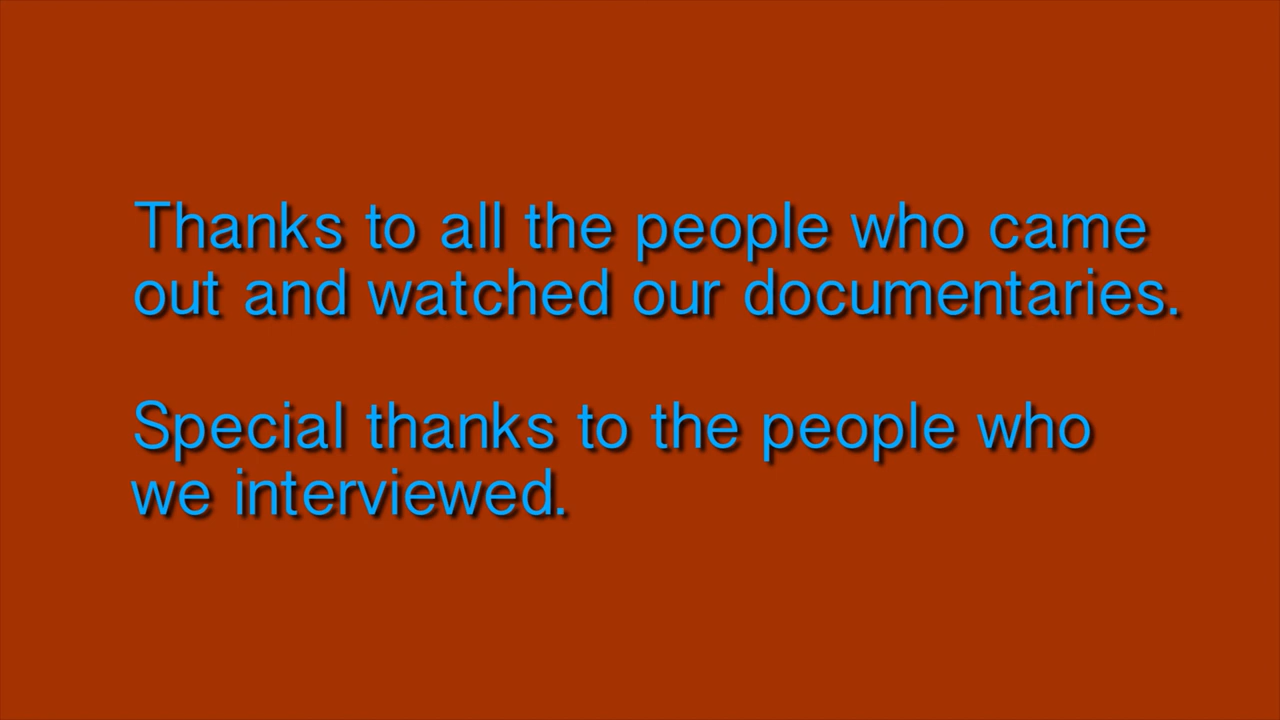 Thanks to all the people who came
out and watched our documentaries.
Special thanks to the people who
we interviewed.